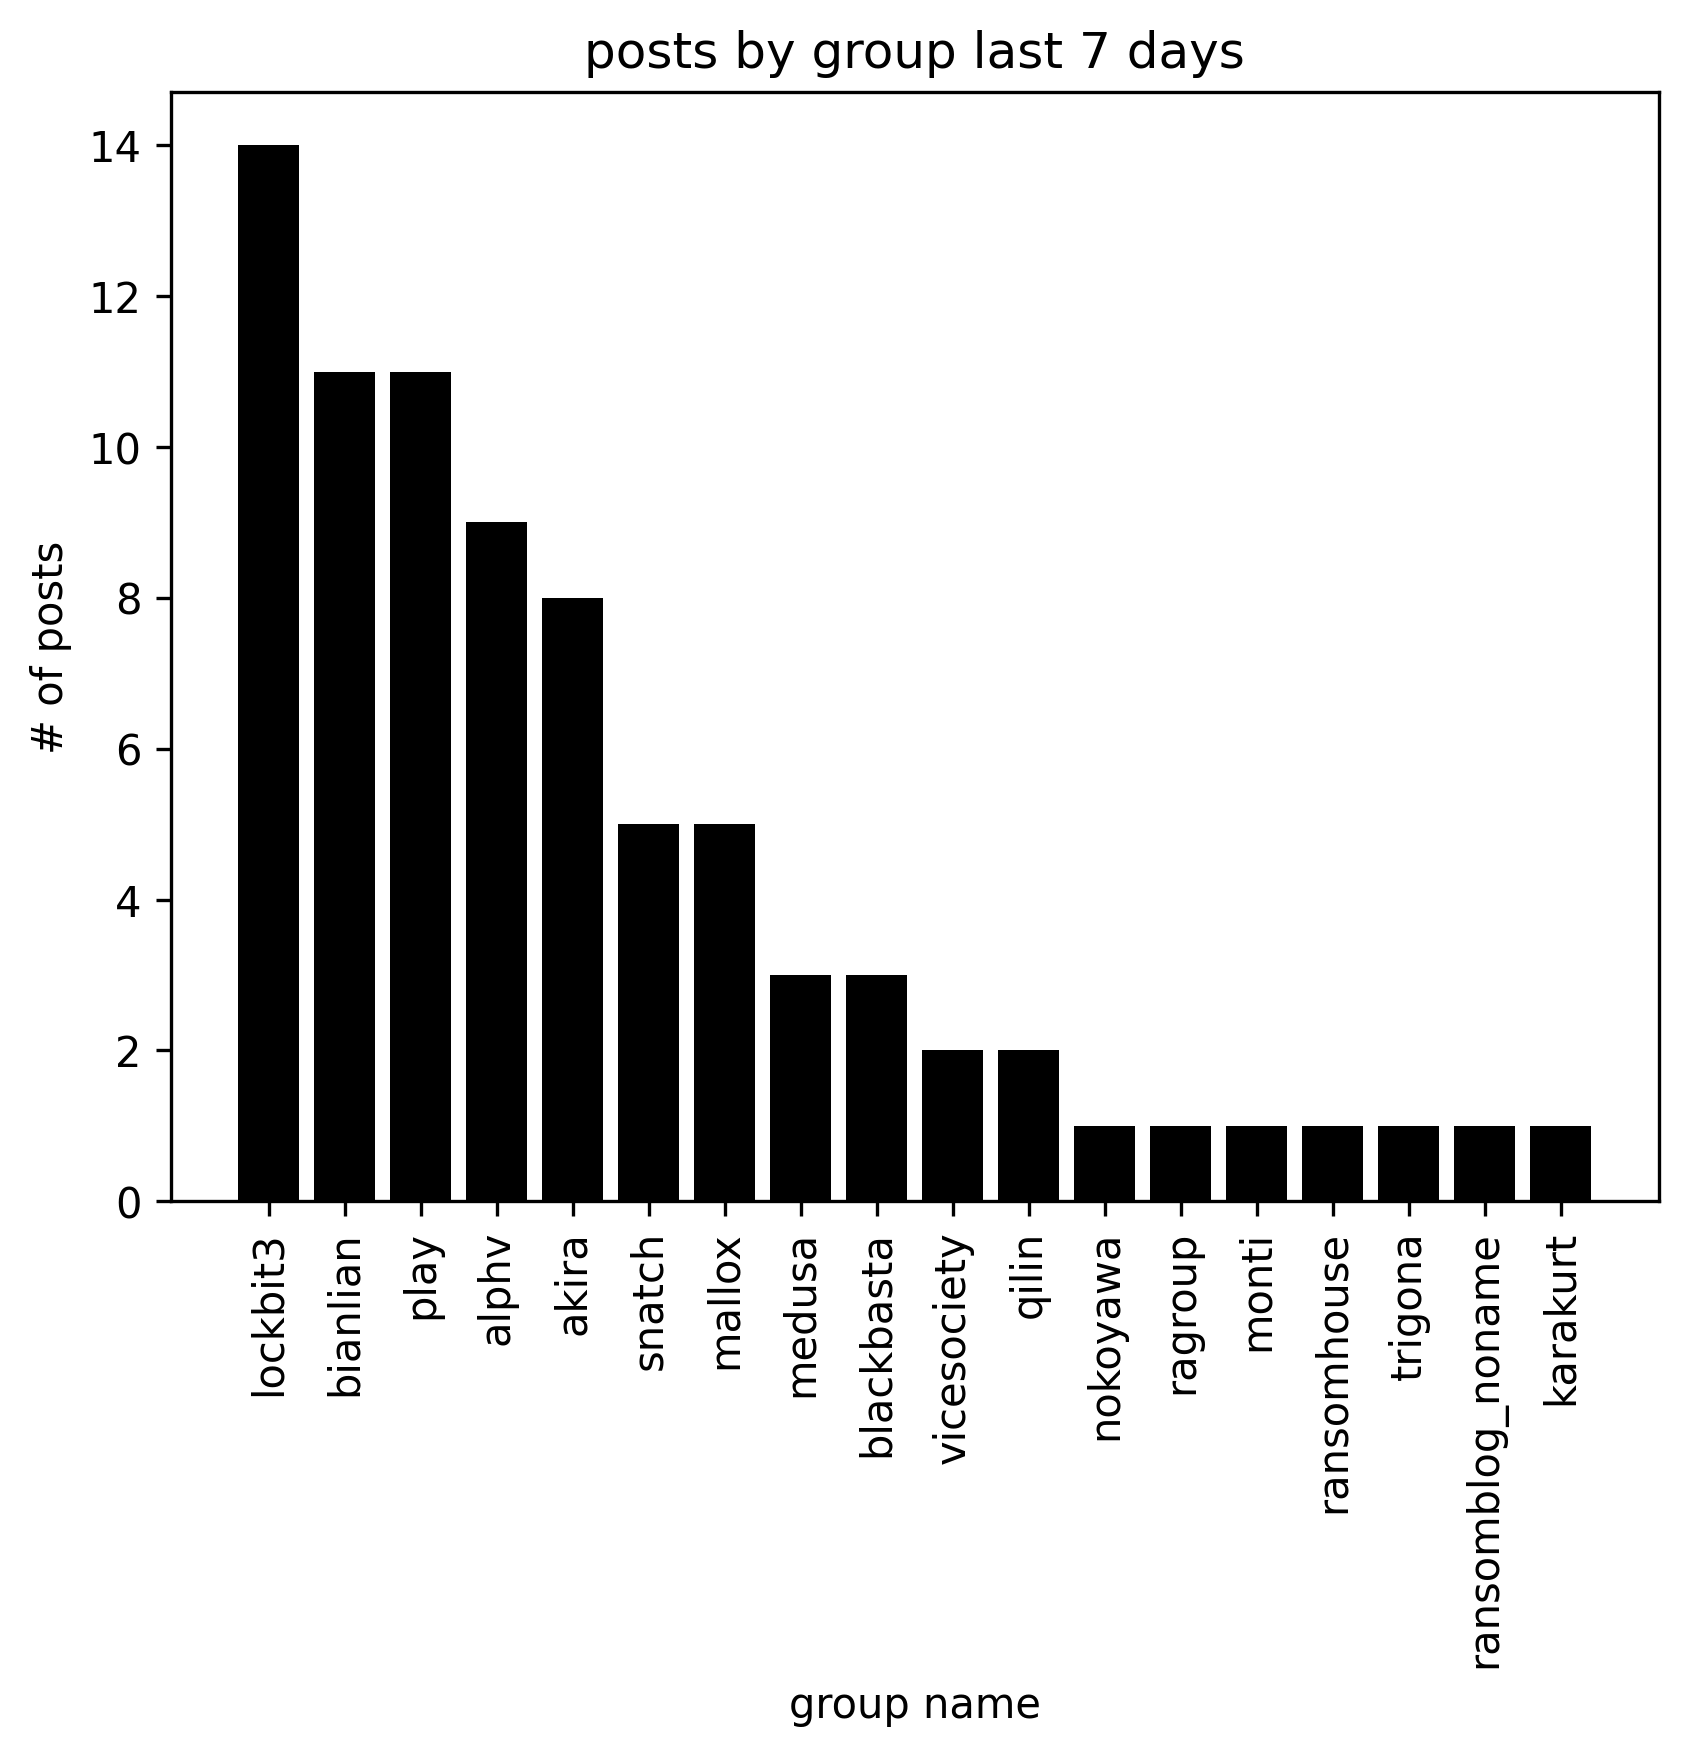 posts by group last 7 days
# of posts
14
12
10
8
6
4
2
0
lockbit3
bianlian
play
alphv
akira
snatch
mallox
medusa
blackbasta
vicesociety
qilin
nokoyawa
ragroup
monti
ransomhouse
trigona
ransomblog_noname
karakurt
group name